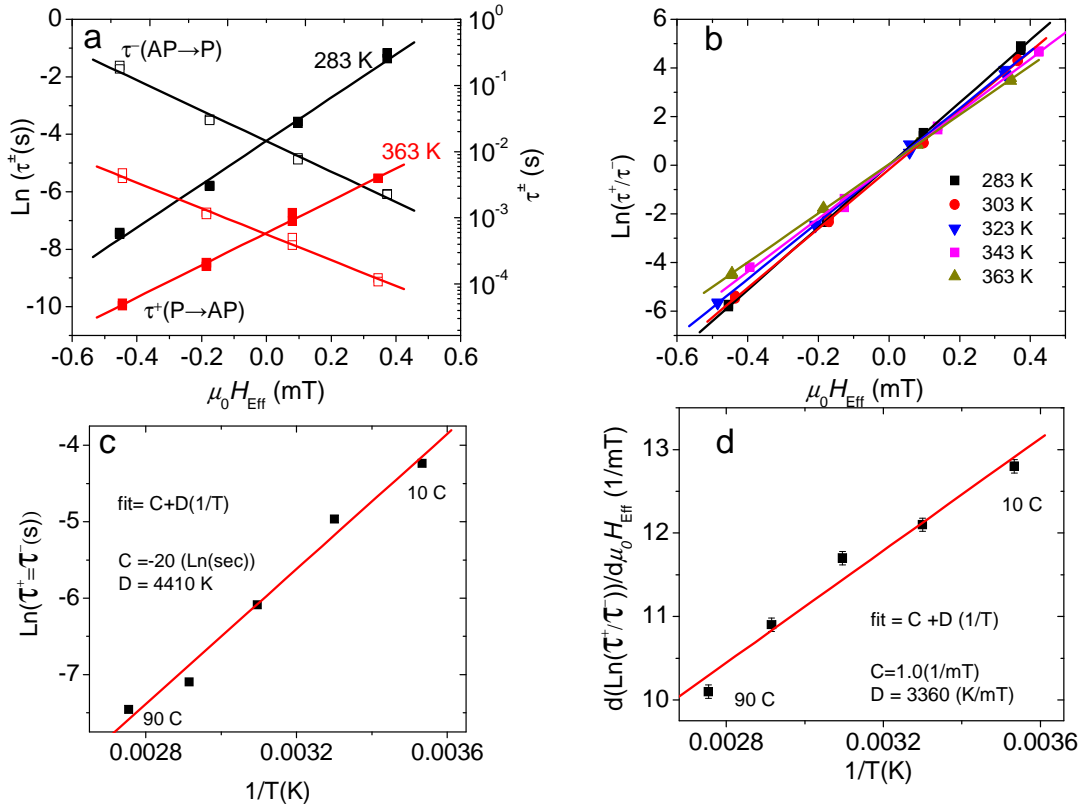 a
τ⁻(AP→P)
283 K
363 K
τ⁺(P→AP)
Ln (τ±(s))
τ± (s)
0
-2
-4
-6
-8
-10
10⁰
10⁻¹
10⁻²
10⁻³
10⁻⁴
-0.6 -0.4 -0.2 0.0 0.2 0.4 0.6
μ₀H_Eff (mT)
b
Ln(τ⁺/τ⁻)
4
2
0
-2
-4
-6
283 K
303 K
323 K
343 K
363 K
-0.6 -0.4 -0.2 0.0 0.2 0.4
μ₀H_Eff (mT)
c
Ln(τ⁺=τ⁻(s))
-4
-5
-6
-7
10 C
fit= C+D(1/T)
C =-20 (Ln(sec))
D = 4410 K
90 C
0.0028 0.0032 0.0036
1/T(K)
d
d(Ln(τ⁺/τ⁻))/dμ₀H_Eff (1/mT)
13
12
11
10
10 C
fit = C +D (1/T)
C=1.0(1/mT)
D = 3360 (K/mT)
90 C
0.0028 0.0032 0.0036
1/T(K)